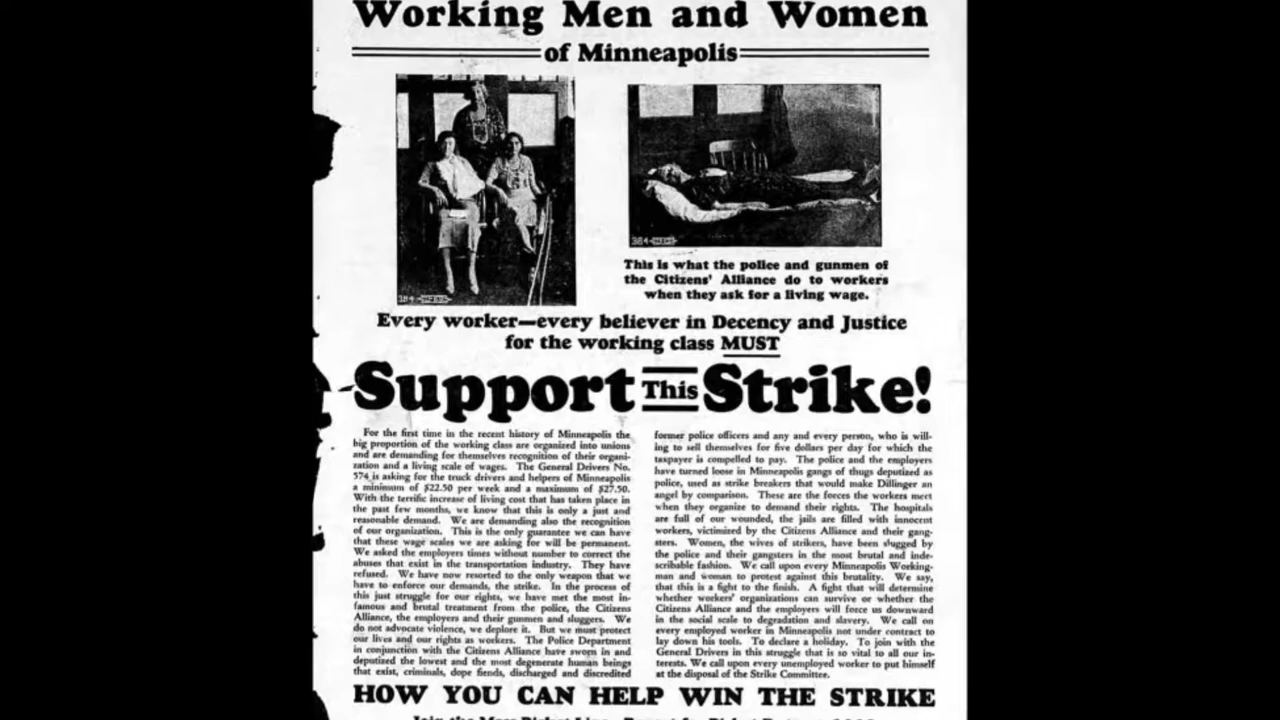 Working Men and Women
of Minneapolis
384
384
This is what the police and gunmen of
the Citizens' Alliance do to workers
when they ask for a living wage.
Every worker—every believer in Decency and Justice
for the working class MUST
Support This Strike!
For the first time in the recent history of Minneapolis the
big proportion of the working class are organized into unions
and are demanding for themselves recognition of their organi-
zation and a living scale of wages. The General Drivers No.
574 is asking for the truck drivers and helpers of Minneapolis
a minimum of $22.50 per week and a maximum of $27.50.
With the terrific increase of living cost that has taken place in
the past few months, we know that this is only a just and
reasonable demand. We are demanding also the recognition
of our organization. This is the only guarantee we can have
that these wage scales we are asking for will be permanent.
We asked the employers times without number to correct the
abuses that exist in the transportation industry. They have
refused. We have now resorted to the only weapon that we
have to enforce our demands, the strike. In the process of
this just struggle for our rights, we have met the most in-
famous and brutal treatment from the police, the Citizens
Alliance, the employers and their gunmen and sluggers. We
do not advocate violence, we deplore it. But we must protect
our lives and our rights as workers. The Police Department
in conjunction with the Citizens Alliance have sworn in and
deputized the lowest and the most degenerate human beings
that exist, criminals, dope fiends, discharged and discredited
former police officers and any and every person, who is will-
ing to sell themselves for five dollars per day for which the
taxpayer is compelled to pay. The police and the employers
have turned loose in Minneapolis gangs of thugs deputized as
police, used as strike breakers that would make Dillinger an
angel by comparison. These are the forces the workers meet
when they organize to demand their rights. The hospitals
are full of our wounded, the jails are filled with innocent
workers, victimized by the Citizens Alliance and their gang-
sters. Women, the wives of strikers, have been slugged by
the police and their gangsters in the most brutal and inde-
scribable fashion. We call upon every Minneapolis Working-
man and woman to protest against this brutality. We say,
that this is a fight to the finish. A fight that will determine
whether workers' organizations can survive or whether the
Citizens Alliance and the employers will force us downward
in the social scale to degradation and slavery. We call on
every employed worker in Minneapolis not under contract to
lay down his tools. To declare a holiday. To join with the
General Drivers in this struggle that is so vital to all our in-
terests. We call upon every unemployed worker to put himself
at the disposal of the Strike Committee.
HOW YOU CAN HELP WIN THE STRIKE